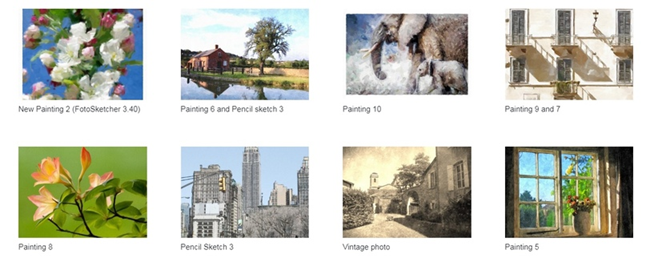 New Painting 2 (FotoSketcher 3.40)
Painting 6 and Pencil sketch 3
Painting 10
Painting 9 and 7
Painting 8
Pencil Sketch 3
Vintage photo
Painting 5